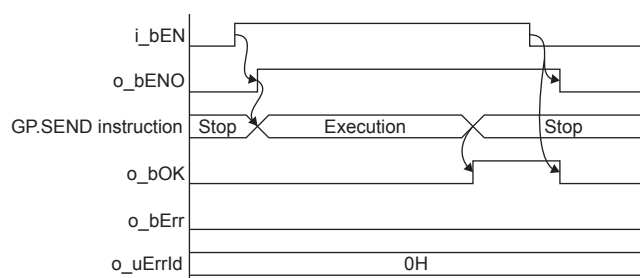 i_bEN
o_bENO
GP.SEND instruction Stop Execution Stop
o_bOK
o_bErr
o_uErrId 0H